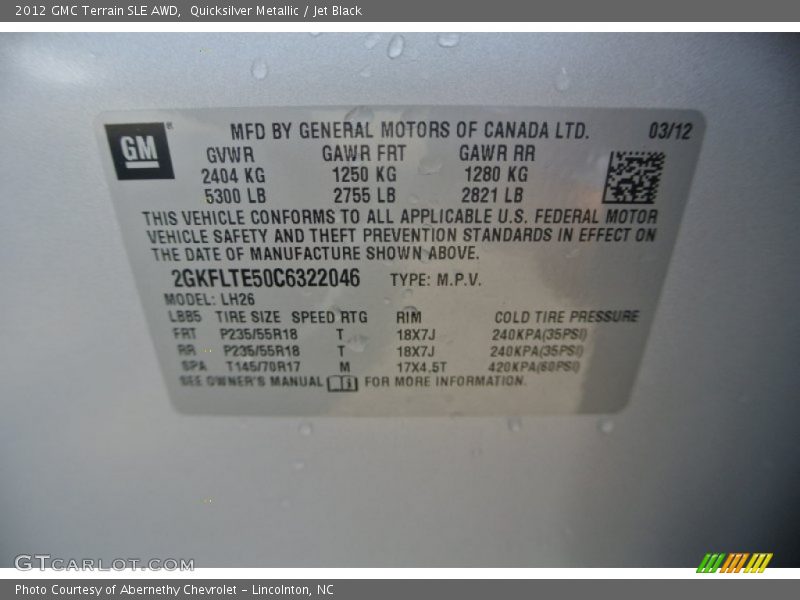 2012 GMC Terrain SLE AWD,  Quicksilver Metallic / Jet Black
GM
MFD BY GENERAL MOTORS OF CANADA LTD. 03/12
GVWR GAWR FRT GAWR RR
2404 KG 1250 KG 1280 KG
5300 LB 2755 LB 2821 LB
THIS VEHICLE CONFORMS TO ALL APPLICABLE U.S. FEDERAL MOTOR
VEHICLE SAFETY AND THEFT PREVENTION STANDARDS IN EFFECT ON
THE DATE OF MANUFACTURE SHOWN ABOVE.
2GKFLTE50C6322046 TYPE: M.P.V.
MODEL: LH26
LBB5 TIRE SIZE SPEED RTG RIM COLD TIRE PRESSURE
FRT P235/55R18 T 18X7J 240KPA(35PSI)
RR P235/55R18 T 18X7J 240KPA(35PSI)
SPA T145/70R17 M 17X4.5T 420KPA(60PSI)
SEE OWNER'S MANUAL FOR MORE INFORMATION.
GTCarLot.com
Photo Courtesy of Abernethy Chevrolet – Lincolnton, NC